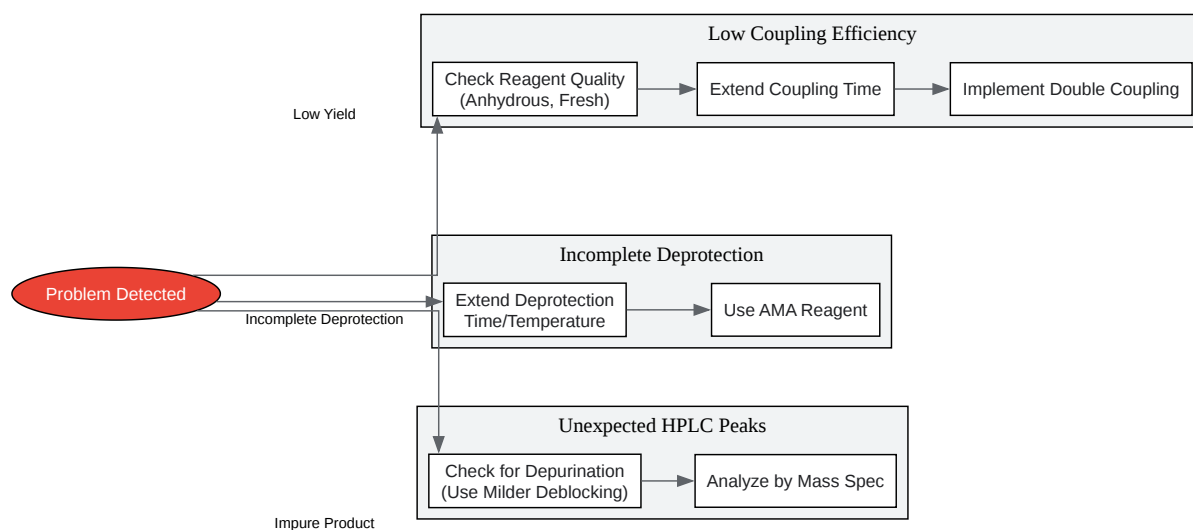 Low Coupling Efficiency
Check Reagent Quality
(Anhydrous, Fresh)
Extend Coupling Time
Implement Double Coupling
Low Yield
Problem Detected
Incomplete Deprotection
Incomplete Deprotection
Extend Deprotection
Time/Temperature
Use AMA Reagent
Unexpected HPLC Peaks
Check for Depurination
(Use Milder Deblocking)
Analyze by Mass Spec
Impure Product